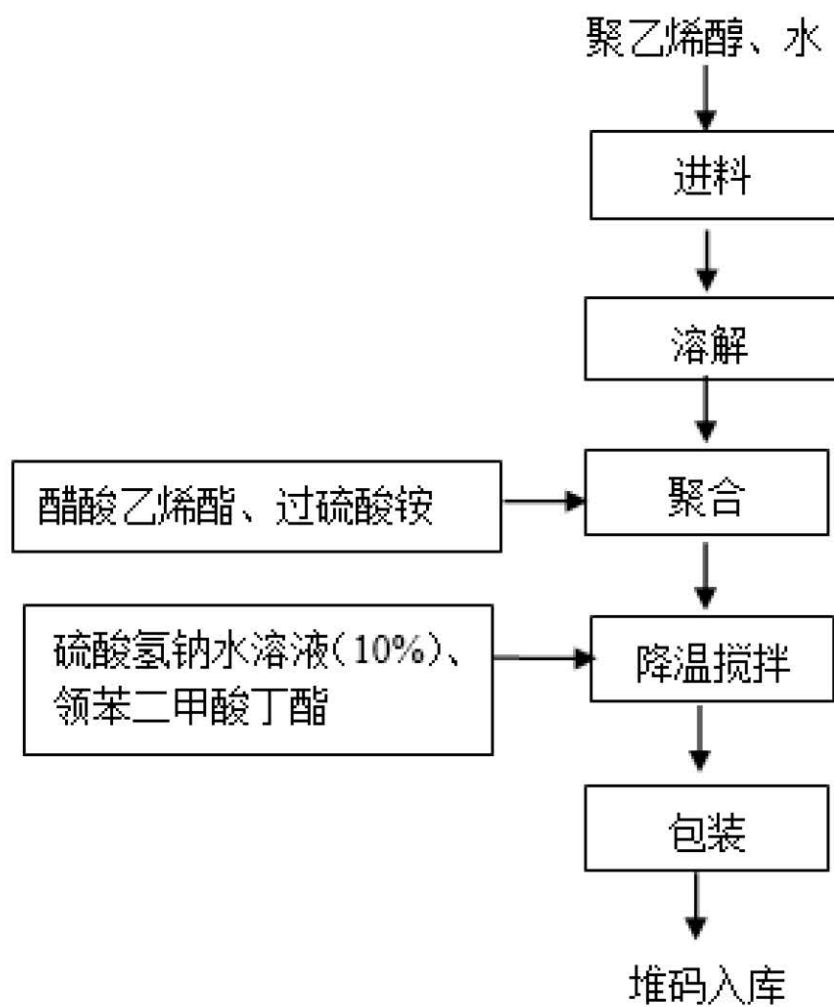 聚乙烯醇、水
进料
溶解
醋酸乙烯酯、过硫酸铵
聚合
硫酸氢钠水溶液(10%)、
领苯二甲酸丁酯
降温搅拌
包装
堆码入库